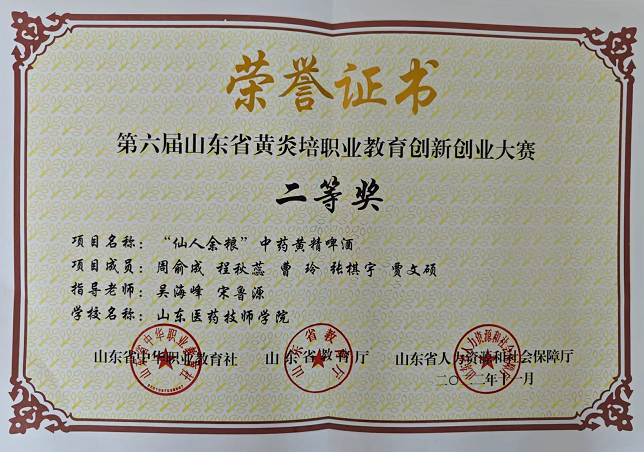 荣誉证书
第六届山东省黄炎培职业教育创新创业大赛
二等奖
项目名称：“仙人余粮”中药黄精啤酒
项目成员：周俞成 程秋蕊 曹玲 张棋宇 贾文硕
指导老师：吴海峰 宋鲁源
学校名称：山东医药技师学院
山东省中华职业教育社 山东省教育厅 山东省人力资源和社会保障厅
二〇二二年十一月